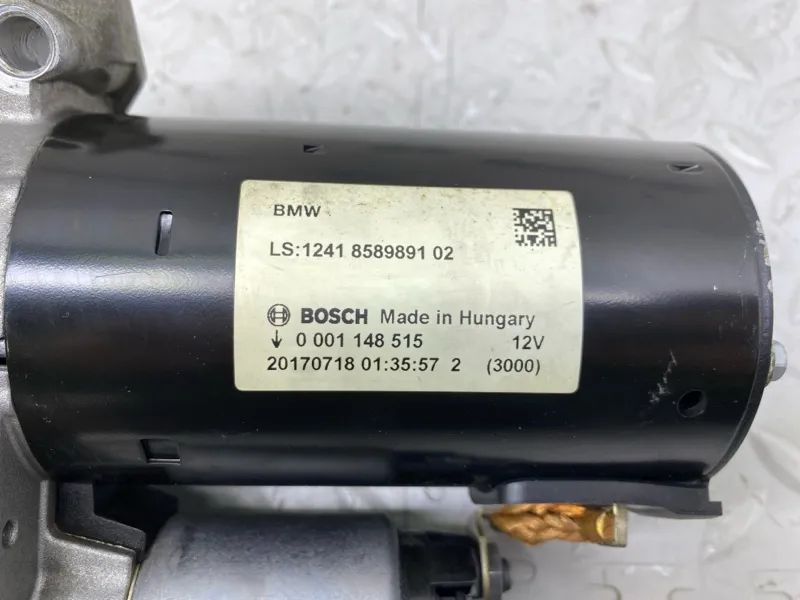 BMW
LS:1241 8589891 02
BOSCH Made in Hungary
0 001 148 515 12V
20170718 01:35:57 2 (3000)